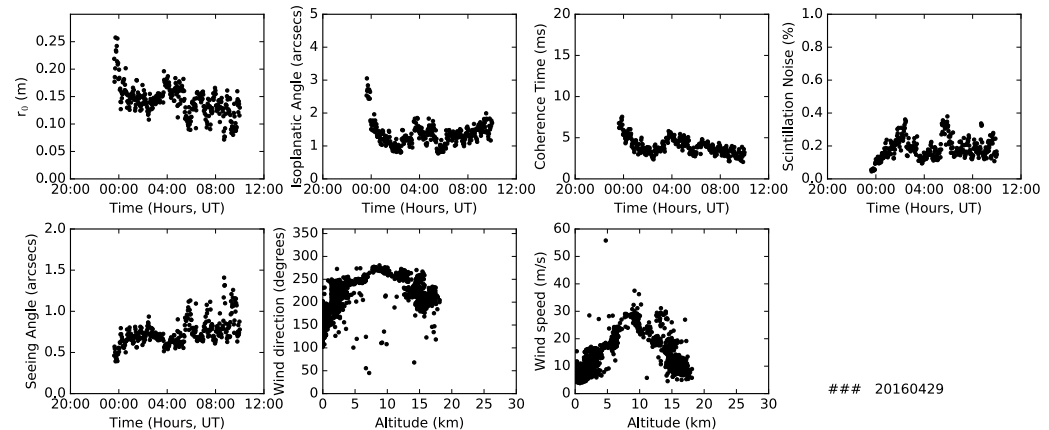 r0 (m)
0.25
0.20
0.15
0.10
0.05
0.00
20:00 00:00 04:00 08:00 12:00
Time (Hours, UT)
Isoplanatic Angle (arcsecs)
5
4
3
2
1
0
20:00 00:00 04:00 08:00 12:00
Time (Hours, UT)
Coherence Time (ms)
20
15
10
5
0
20:00 00:00 04:00 08:00 12:00
Time (Hours, UT)
Scintillation Noise (%)
1.0
0.8
0.6
0.4
0.2
0.0
20:00 00:00 04:00 08:00 12:00
Time (Hours, UT)
Seeing Angle (arcsecs)
2.0
1.5
1.0
0.5
0.0
20:00 00:00 04:00 08:00 12:00
Time (Hours, UT)
Wind direction (degrees)
350
300
250
200
150
100
50
0
0 5 10 15 20 25 30
Altitude (km)
Wind speed (m/s)
60
50
40
30
20
10
0
0 5 10 15 20 25 30
Altitude (km)
### 20160429